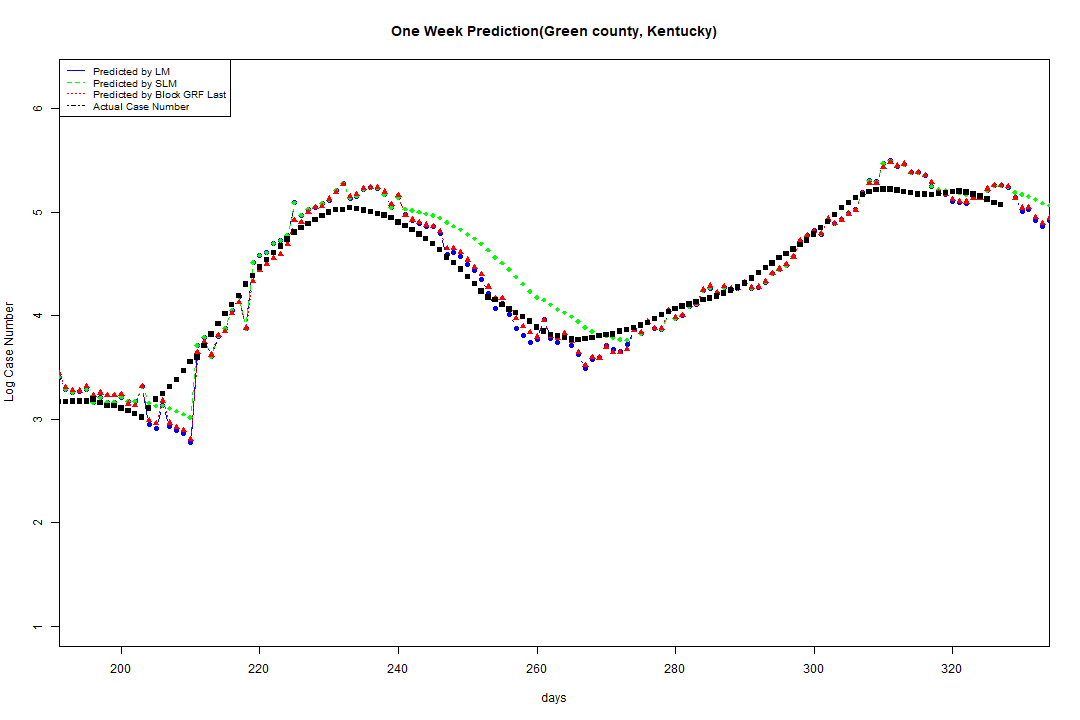 One Week Prediction(Green county, Kentucky)
Predicted by LM
Predicted by SLM
Predicted by Block GRF Last
Actual Case Number
6
5
4
3
2
1
Log Case Number
200 220 240 260 280 300 320
days